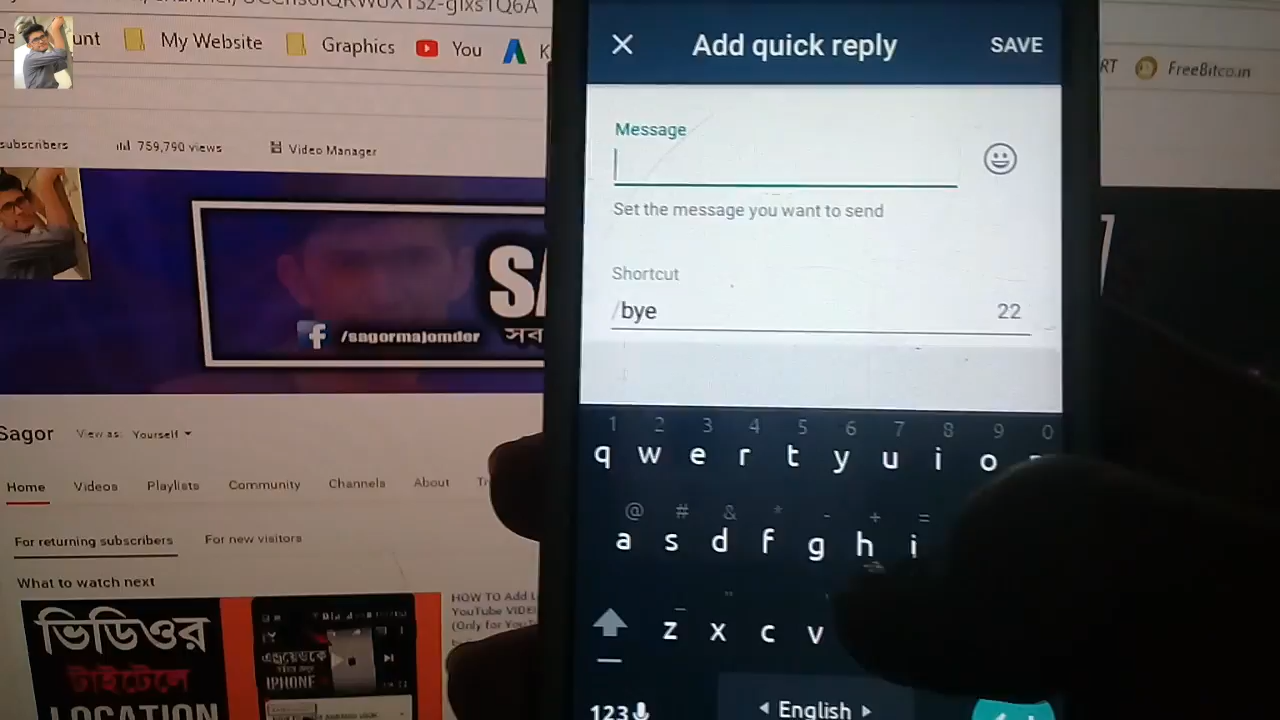 unt My Website Graphics You
RT FreeBitco.in
subscribers 759,790 views Video Manager
/sagormajomder
Sagor View as: Yourself
Home Videos Playlists Community Channels About
For returning subscribers For new visitors
What to watch next
ভিডিওর
টাইটেলে
LOCATION
IPHONE
HOW TO Add L
YouTube VIDE
Add quick reply SAVE
Message
Set the message you want to send
Shortcut
/bye 22
1 2 3 4 5 6 7 8 9 0
q w e r t y u i o
@ # & * - + =
a s d f g h j
z x c v
123 English